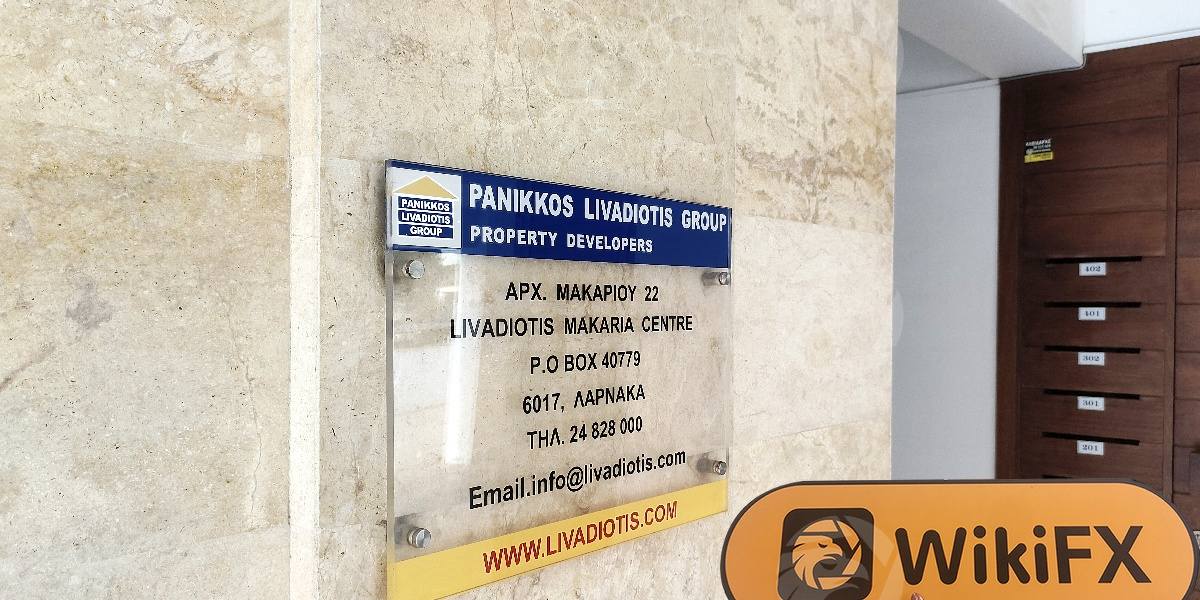 PANIKKOS
LIVADIOTIS
GROUP
PANIKKOS LIVADIOTIS GROUP
PROPERTY DEVELOPERS
ΑΡΧ. ΜΑΚΑΡΙΟΥ 22
LIVADIOTIS MAKARIA CENTRE
P.O BOX 40779
6017, ΛΑΡΝΑΚΑ
ΤΗΛ. 24 828 000
Email.info@livadiotis.com
WWW.LIVADIOTIS.COM
402
401
302
301
201
WikiFX